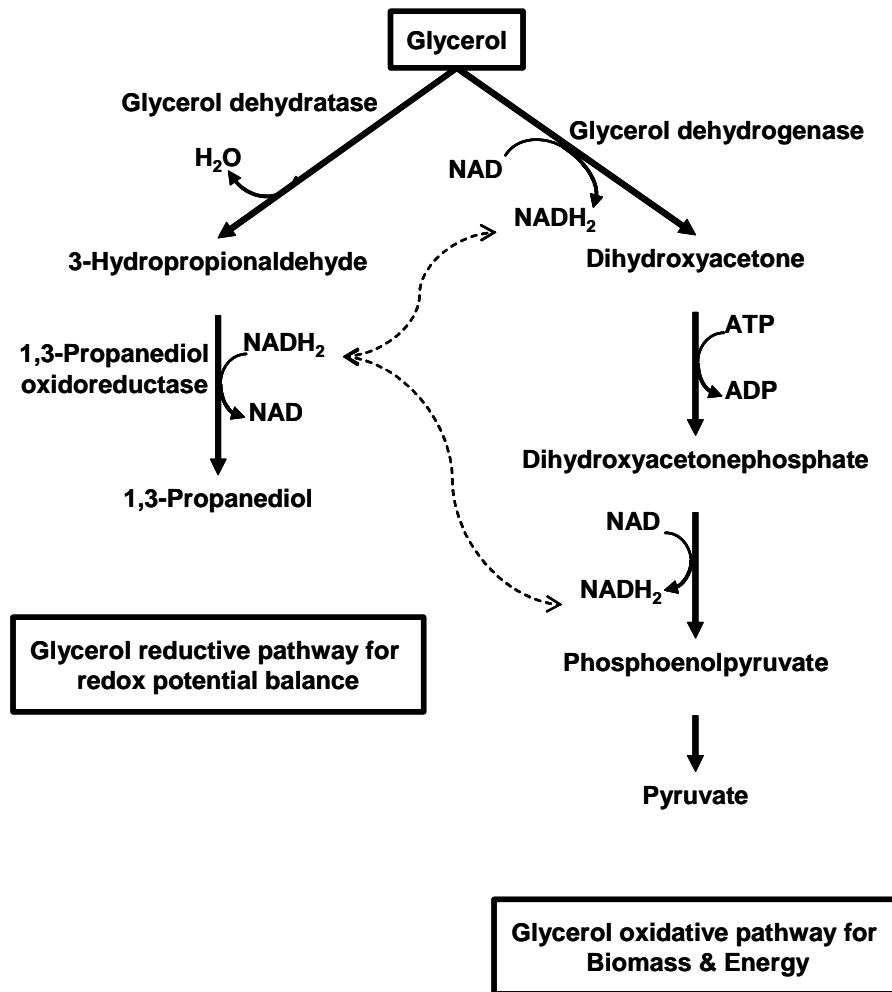 Glycerol
Glycerol dehydratase
Glycerol dehydrogenase
H₂O
NAD
NADH₂
3-Hydropropionaldehyde
Dihydroxyacetone
1,3-Propanediol
oxidoreductase
NADH₂
NAD
ATP
ADP
1,3-Propanediol
Dihydroxyacetonephosphate
NAD
NADH₂
Glycerol reductive pathway for
redox potential balance
Phosphoenolpyruvate
Pyruvate
Glycerol oxidative pathway for
Biomass & Energy